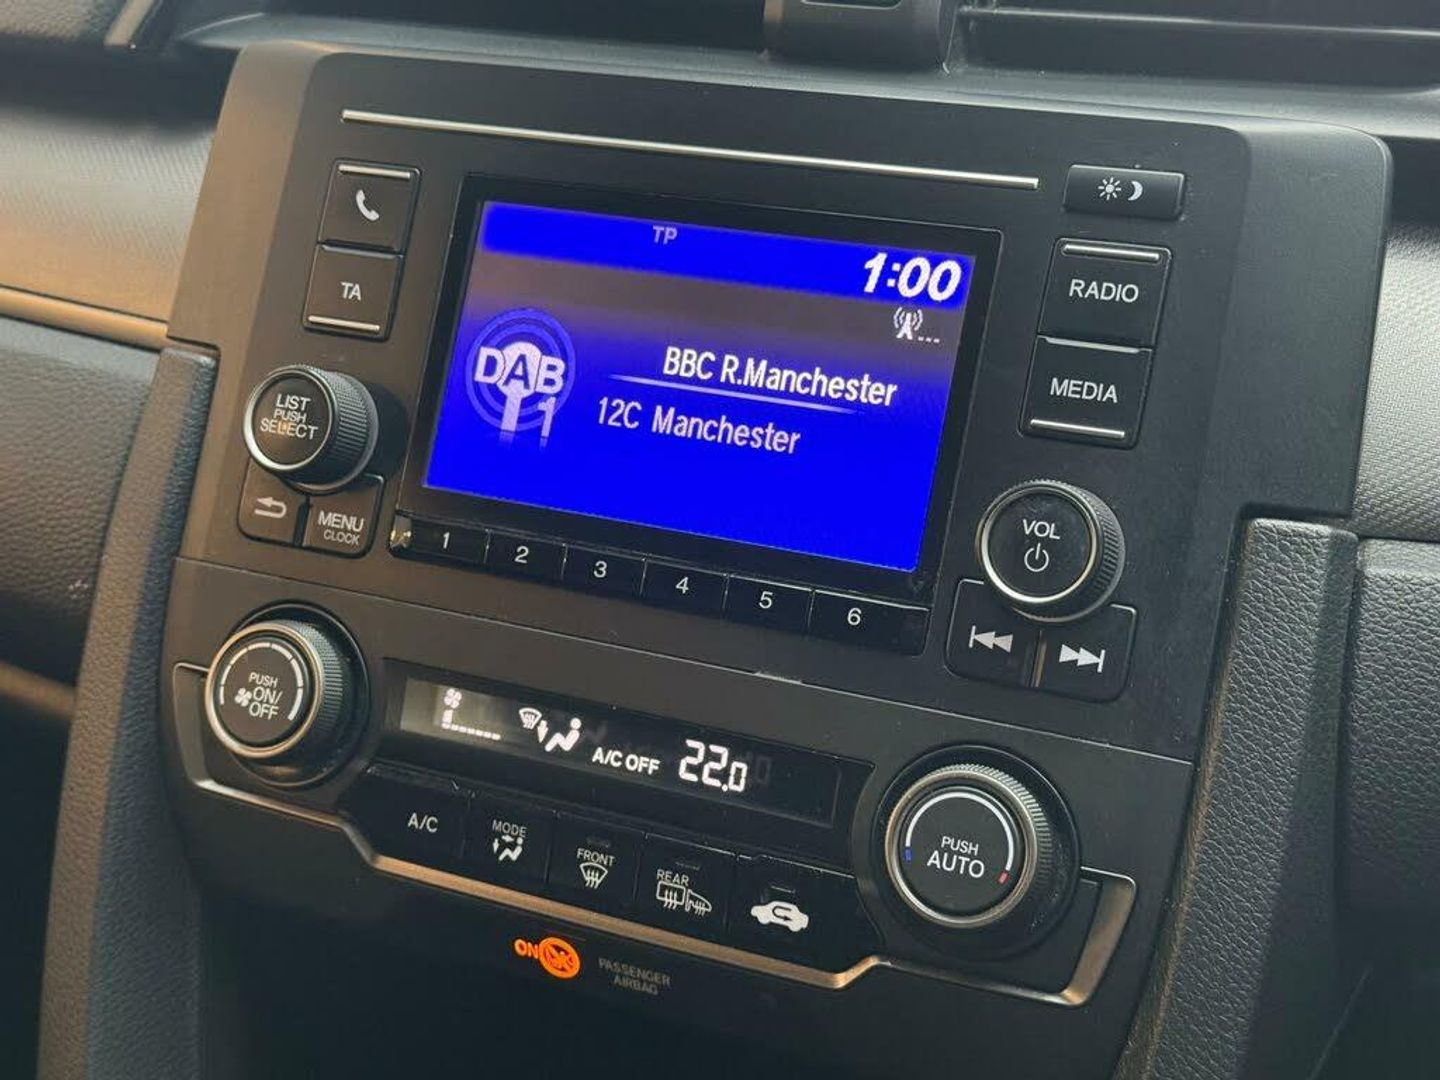 TP
1:00
DAB
1
BBC R.Manchester
12C Manchester
TA
LIST
PUSH
SELECT
MENU
CLOCK
RADIO
MEDIA
VOL
1 2 3 4 5 6
PUSH
ON/
OFF
A/C OFF 22.0
A/C
MODE
FRONT
REAR
PUSH
AUTO
ON
PASSENGER
AIRBAG